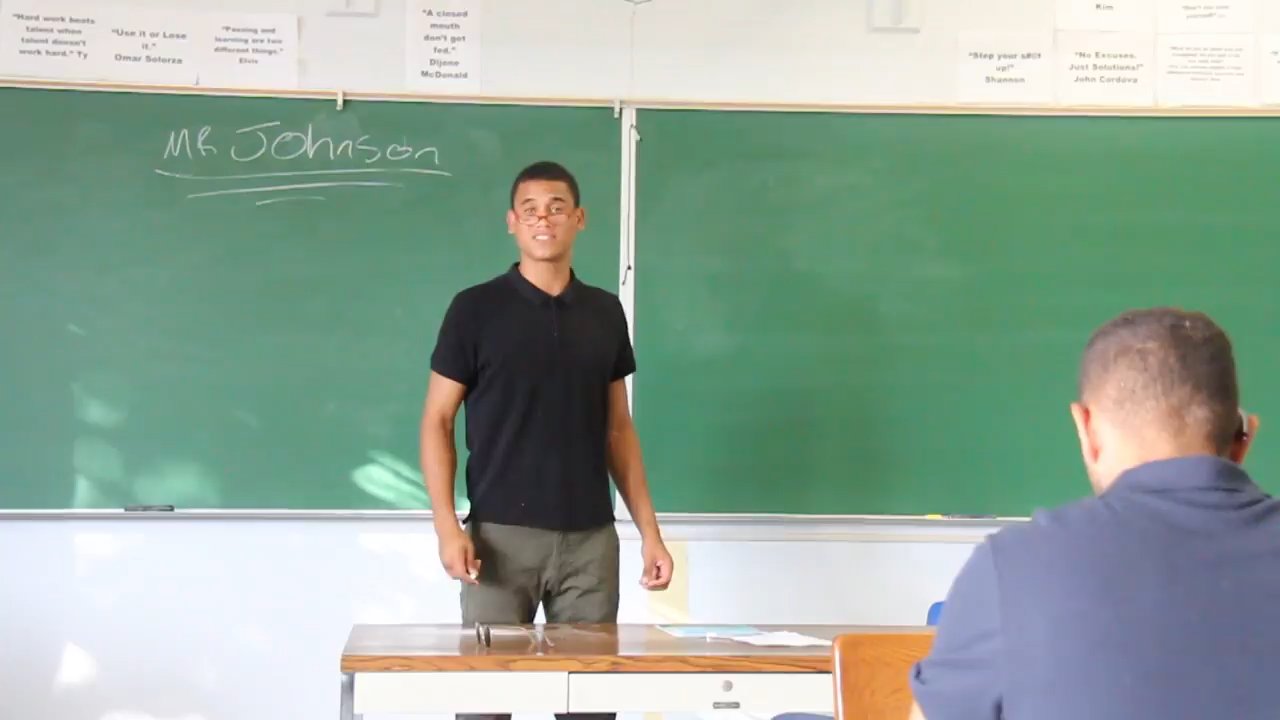 "Hard work beats
talent when
talent doesn't
work hard." Ty
"Use it or Lose
it."
Omar Solorza
"Passing and
learning are two
different things."
Elvis
"A closed
mouth
don't get
fed."
Dijone
McDonald
Kim
"Step your s#!t
up!"
Shannon
"No Excuses,
Just Solutions!"
John Cordova
MR JOHnson